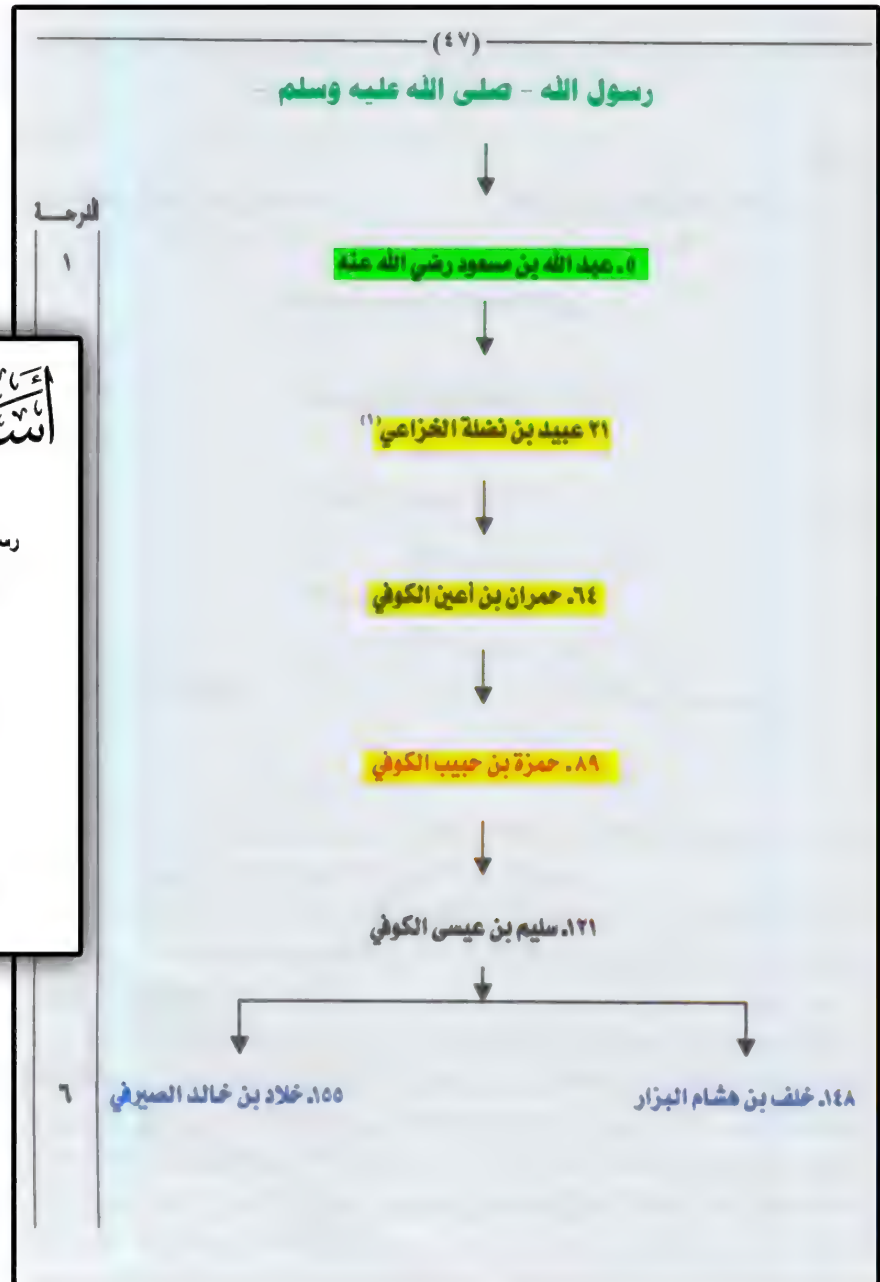 (٤٧)
رسول الله - صلى الله عليه وسلم -
الدرجة
١
٥. عبد الله بن مسعود رضي الله عنه
٢١ عبيد بن نضلة الخزاعي (١)
٦٤. حمران بن أعين الكوفي
٨٩. حمزة بن حبيب الكوفي
١٢١. سليم بن عيسى الكوفي
١٤٨. خلف بن هشام البزار
١٥٥. خلاد بن خالد الصيرفي
٦